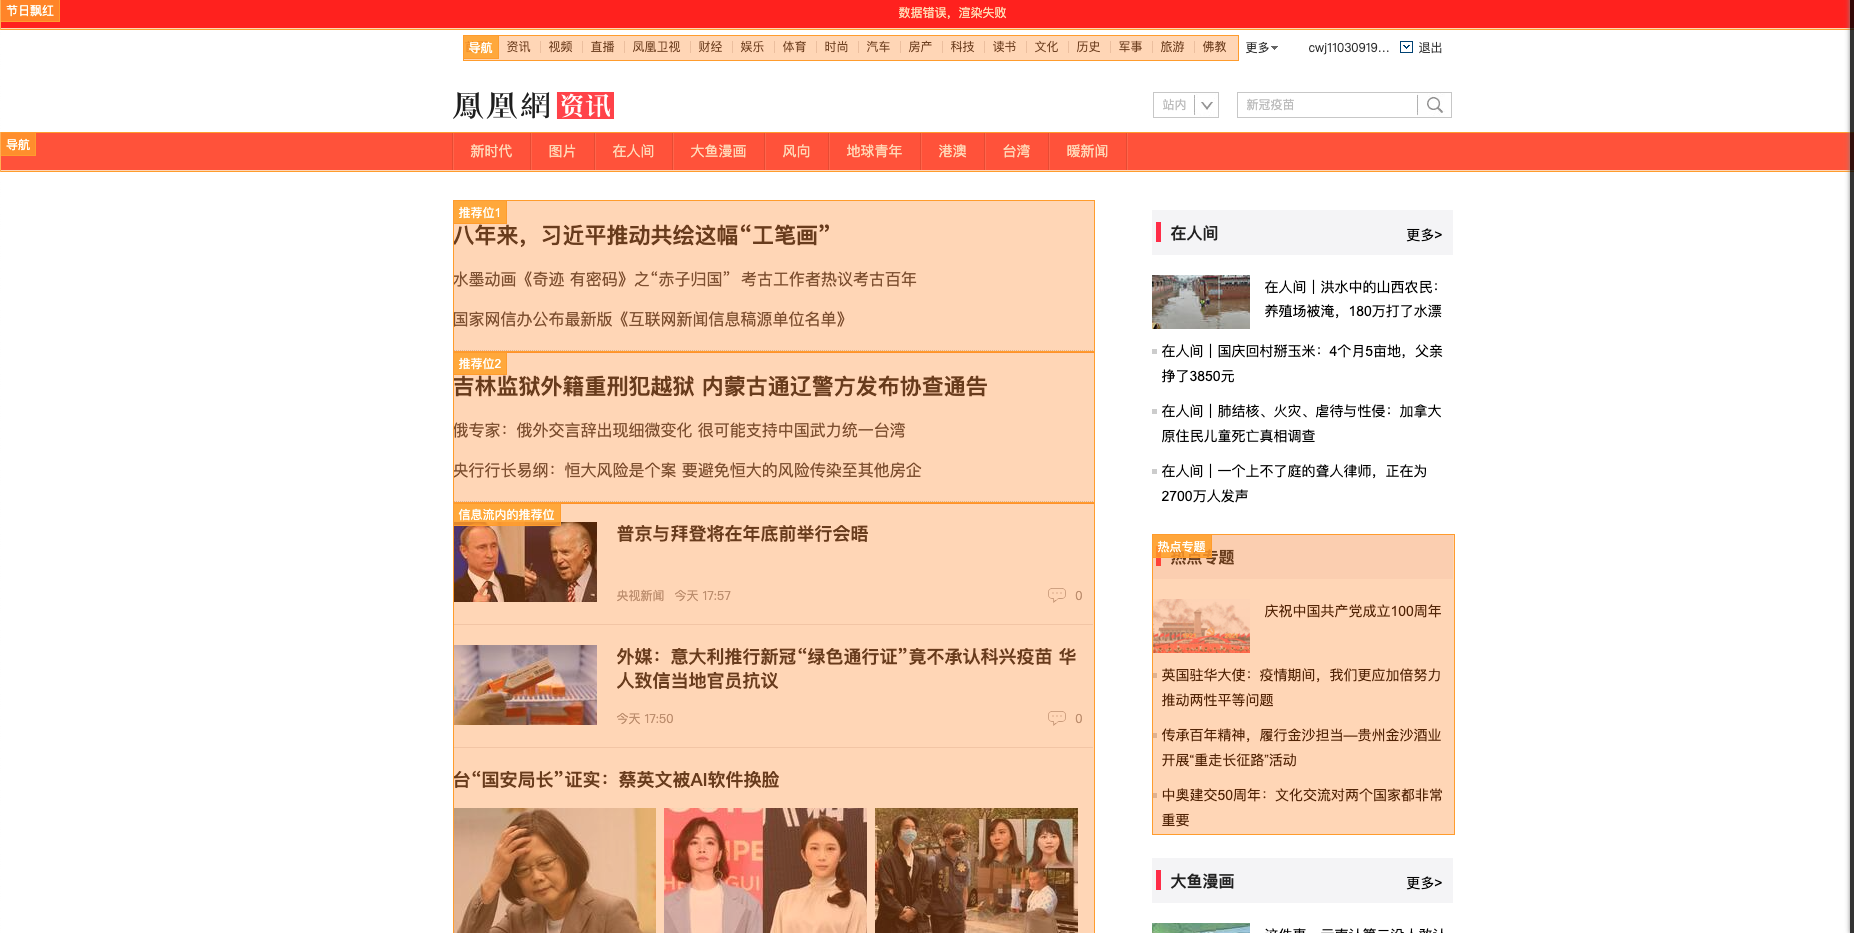 节日飘红
数据错误，渲染失败
导航 资讯 视频 直播 凤凰卫视 财经 娱乐 体育 时尚 汽车 房产 科技 读书 文化 历史 军事 旅游 佛教 更多 cwj11030919... 退出
鳳凰網 资讯
站内 新冠疫苗
导航
新时代 图片 在人间 大鱼漫画 风向 地球青年 港澳 台湾 暖新闻
推荐位1
八年来，习近平推动共绘这幅“工笔画”
水墨动画《奇迹 有密码》之“赤子归国” 考古工作者热议考古百年
国家网信办公布最新版《互联网新闻信息稿源单位名单》
推荐位2
吉林监狱外籍重刑犯越狱 内蒙古通辽警方发布协查通告
俄专家：俄外交言辞出现细微变化 很可能支持中国武力统一台湾
央行行长易纲：恒大风险是个案 要避免恒大的风险传染至其他房企
信息流内的推荐位
普京与拜登将在年底前举行会晤
央视新闻 今天 17:57 0
外媒：意大利推行新冠“绿色通行证”竟不承认科兴疫苗 华
人致信当地官员抗议
今天 17:50 0
台“国安局长”证实：蔡英文被AI软件换脸
在人间 更多>
在人间｜洪水中的山西农民：
养殖场被淹，180万打了水漂
在人间｜国庆回村掰玉米：4个月5亩地，父亲
挣了3850元
在人间｜肺结核、火灾、虐待与性侵：加拿大
原住民儿童死亡真相调查
在人间｜一个上不了庭的聋人律师，正在为
2700万人发声
热点专题
热点专题
庆祝中国共产党成立100周年
英国驻华大使：疫情期间，我们更应加倍努力
推动两性平等问题
传承百年精神，履行金沙担当—贵州金沙酒业
开展“重走长征路”活动
中奥建交50周年：文化交流对两个国家都非常
重要
大鱼漫画 更多>